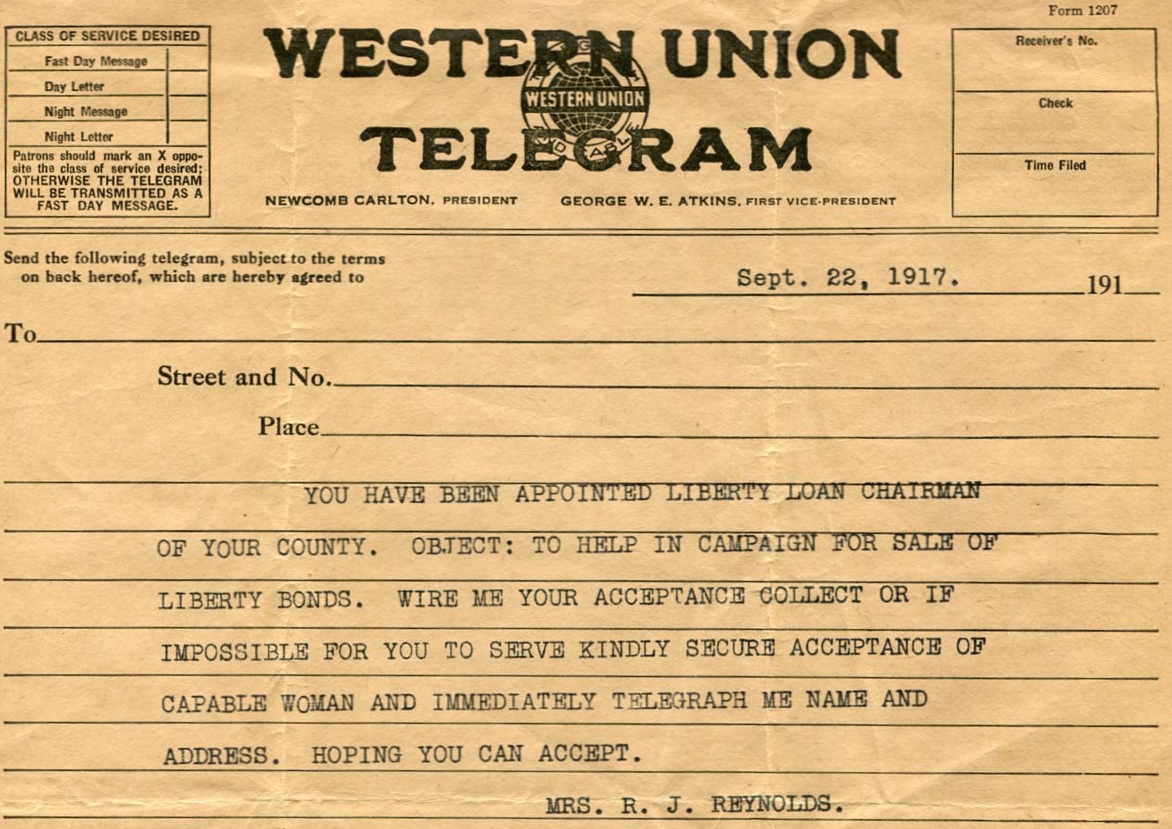 Form 1207
CLASS OF SERVICE DESIRED
Fast Day Message
Day Letter
Night Message
Night Letter
Patrons should mark an X oppo-
site the class of service desired;
OTHERWISE THE TELEGRAM
WILL BE TRANSMITTED AS A
FAST DAY MESSAGE.
WESTERN UNION
WESTERN UNION
TELEGRAM
NEWCOMB CARLTON, PRESIDENT GEORGE W. E. ATKINS, FIRST VICE-PRESIDENT
Receiver's No.
Check
Time Filed
Send the following telegram, subject to the terms
on back hereof, which are hereby agreed to
Sept. 22, 1917. 191
To
Street and No.
Place
YOU HAVE BEEN APPOINTED LIBERTY LOAN CHAIRMAN
OF YOUR COUNTY. OBJECT: TO HELP IN CAMPAIGN FOR SALE OF
LIBERTY BONDS. WIRE ME YOUR ACCEPTANCE COLLECT OR IF
IMPOSSIBLE FOR YOU TO SERVE KINDLY SECURE ACCEPTANCE OF
CAPABLE WOMAN AND IMMEDIATELY TELEGRAPH ME NAME AND
ADDRESS. HOPING YOU CAN ACCEPT.
MRS. R. J. REYNOLDS.